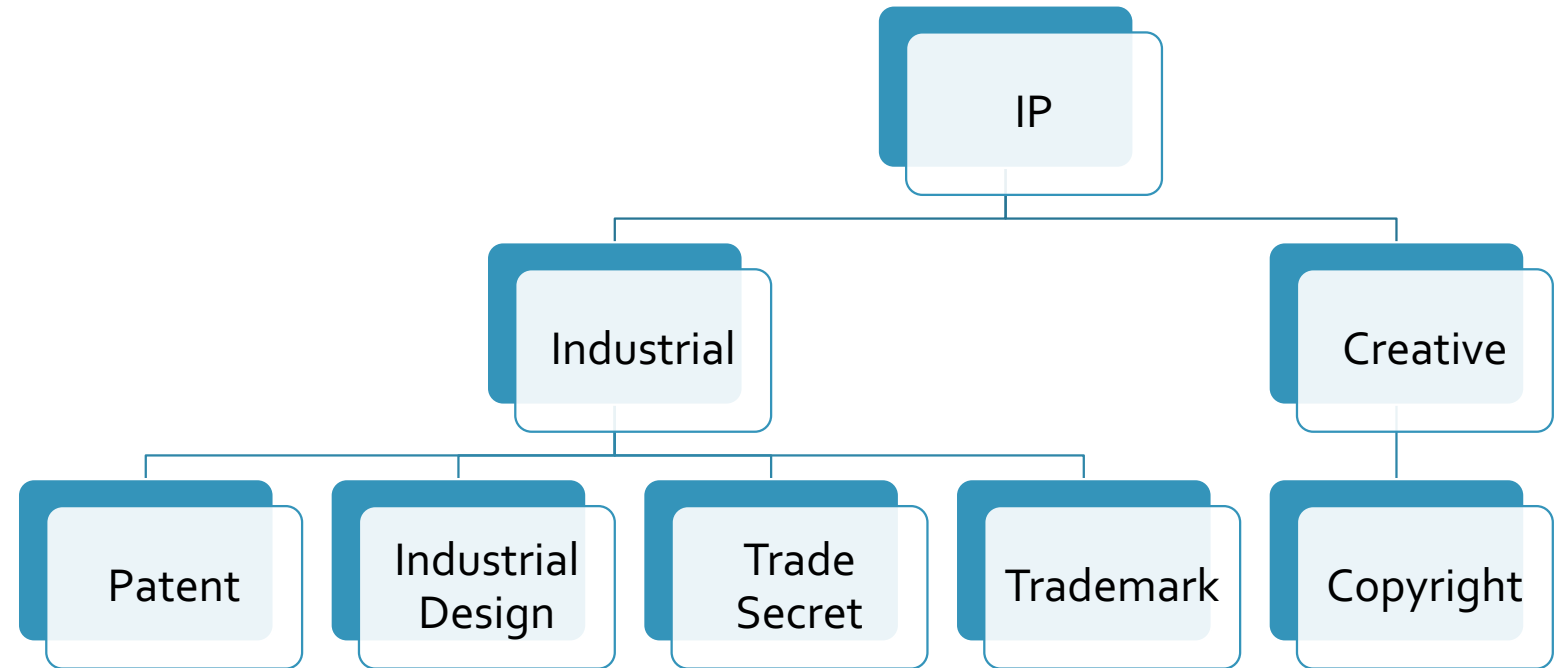 IP
Industrial
Creative
Patent
Industrial
Design
Trade
Secret
Trademark
Copyright